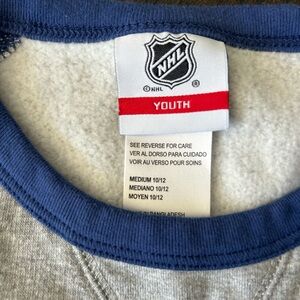 NHL
© NHL ®
YOUTH
SEE REVERSE FOR CARE
VER AL DORSO PARA CUIDADO
VOIR AU VERSO POUR SOINS
MEDIUM 10/12
MEDIANO 10/12
MOYEN 10/12
BANGLADESH